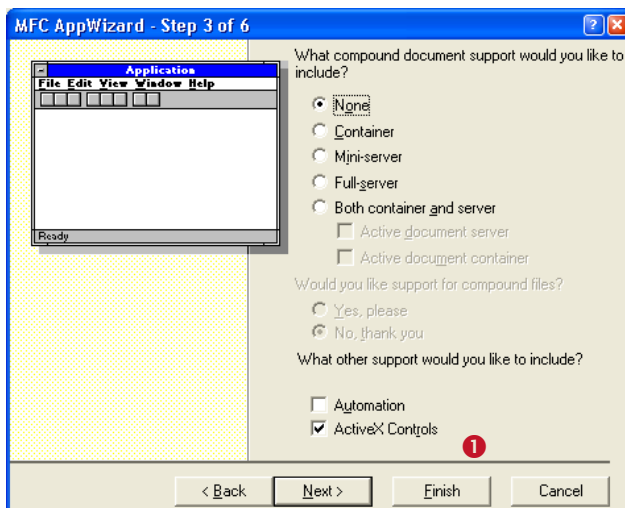 MFC AppWizard - Step 3 of 6
Application
File Edit View Window Help
Ready
What compound document support would you like to
include?
None
Container
Mini-server
Full-server
Both container and server
Active document server
Active document container
Would you like support for compound files?
Yes, please
No, thank you
What other support would you like to include?
Automation
ActiveX Controls
1
< Back
Next >
Finish
Cancel